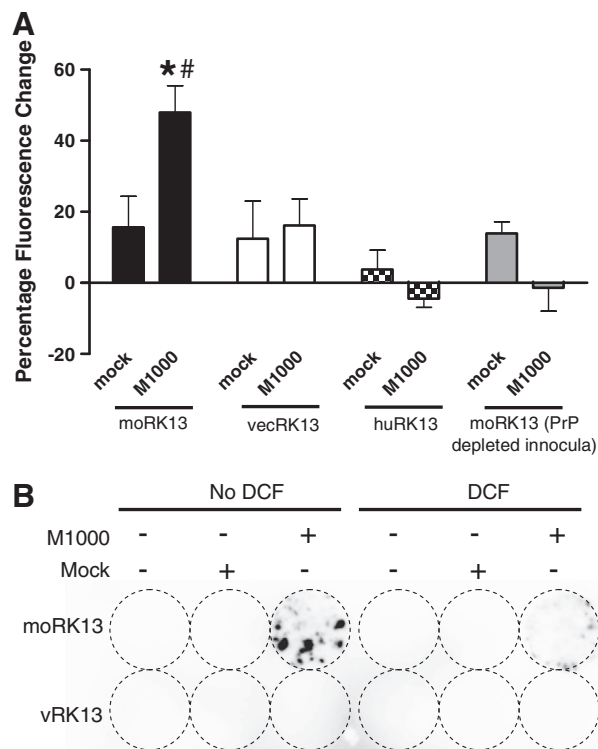 A
Percentage Fluorescence Change
60
40
20
0
-20
* #
mock M1000 mock M1000 mock M1000 mock M1000
moRK13 vecRK13 huRK13 moRK13 (PrP
depleted innocula)
B
No DCF DCF
M1000 - - + - - +
Mock - + - - + -
moRK13
vRK13